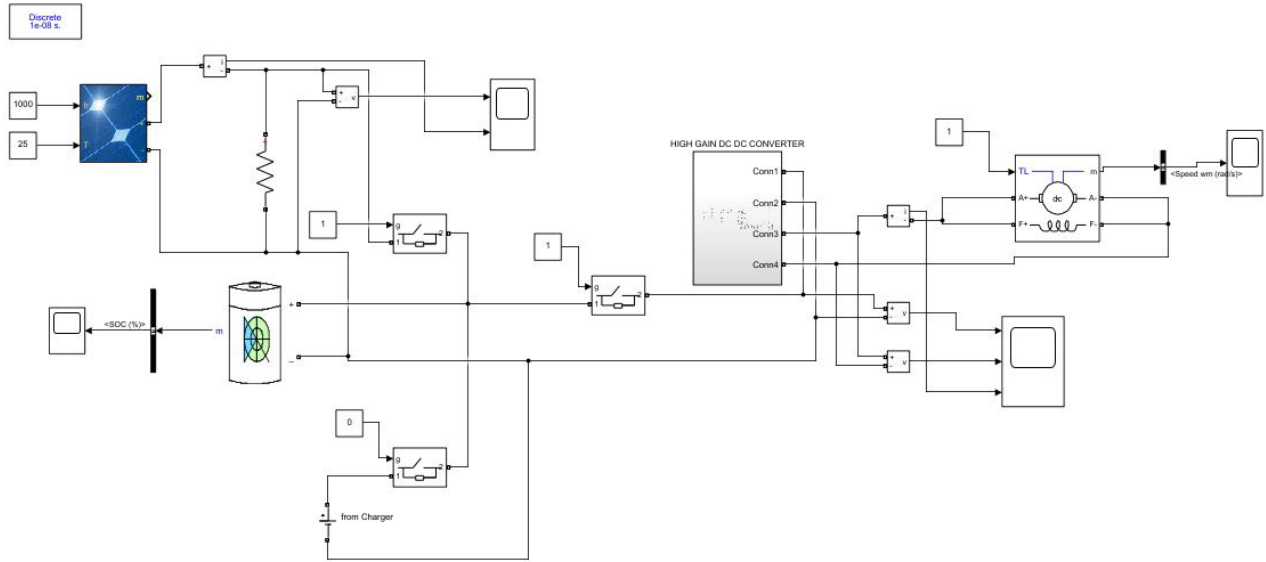 Discrete
1e-08 s.
1000
25
Ir
T
m
+
-
+
i
-
+
-
v
HIGH GAIN DC DC CONVERTER
Conn1
Conn2
Conn3
Conn4
1
TL
m
A+
dc
A-
F+
F-
<Speed wm (rad/s)>
+
i
-
1
g
1
2
1
g
1
2
<SOC (%)>
m
+
_
+
-
v
+
-
v
0
g
1
2
+
from Charger